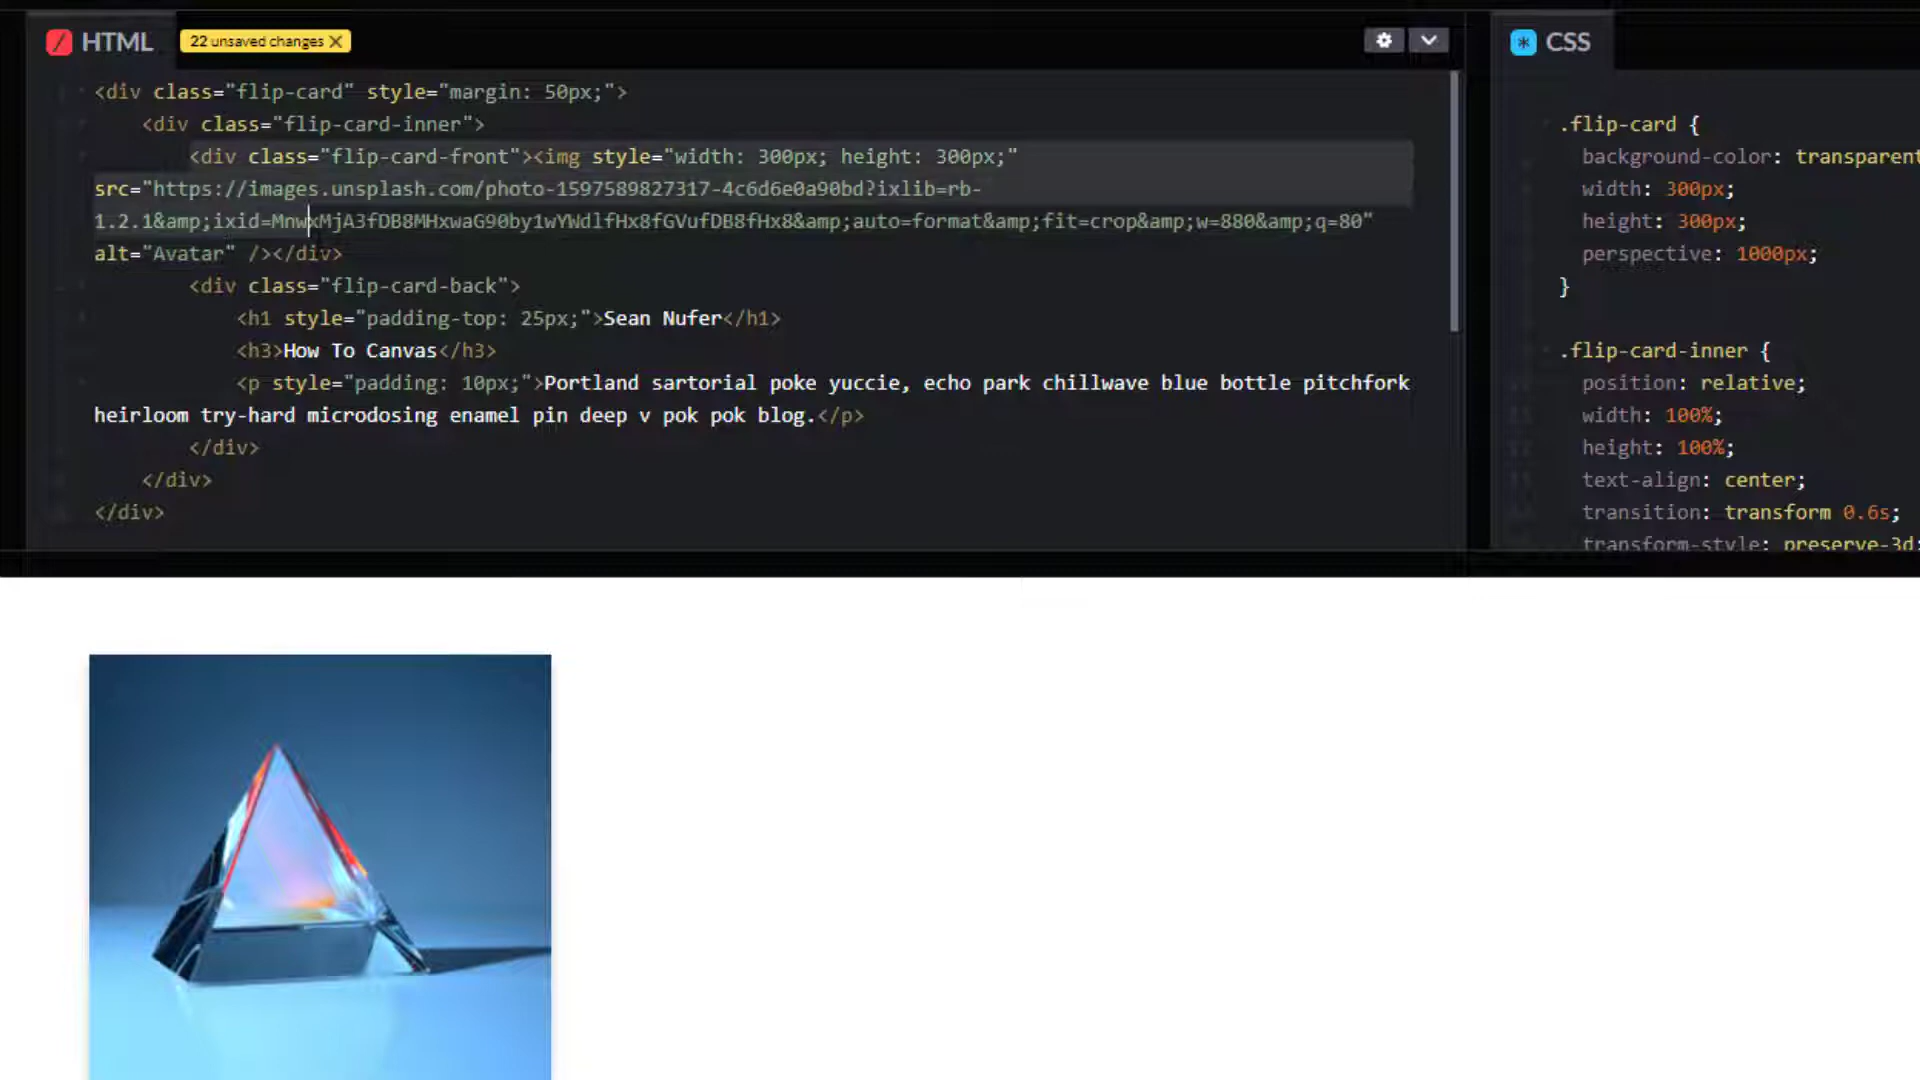 HTML
22 unsaved changes X
<div class="flip-card" style="margin: 50px;">
<div class="flip-card-inner">
<div class="flip-card-front"><img style="width: 300px; height: 300px;"
src="https://images.unsplash.com/photo-1597589827317-4c6d6e0a90bd?ixlib=rb-
1.2.1&amp;ixid=MnwxMjA3fDB8MHxwaG90by1wYWdlfHx8fGVufDB8fHx8&amp;auto=format&amp;fit=crop&amp;w=880&amp;q=80"
alt="Avatar" /></div>
<div class="flip-card-back">
<h1 style="padding-top: 25px;">Sean Nufer</h1>
<h3>How To Canvas</h3>
<p style="padding: 10px;">Portland sartorial poke yuccie, echo park chillwave blue bottle pitchfork
heirloom try-hard microdosing enamel pin deep v pok pok blog.</p>
</div>
</div>
</div>
CSS
.flip-card {
background-color: transparent
width: 300px;
height: 300px;
perspective: 1000px;
}
.flip-card-inner {
position: relative;
width: 100%;
height: 100%;
text-align: center;
transition: transform 0.6s;
transform-style: preserve-3d;